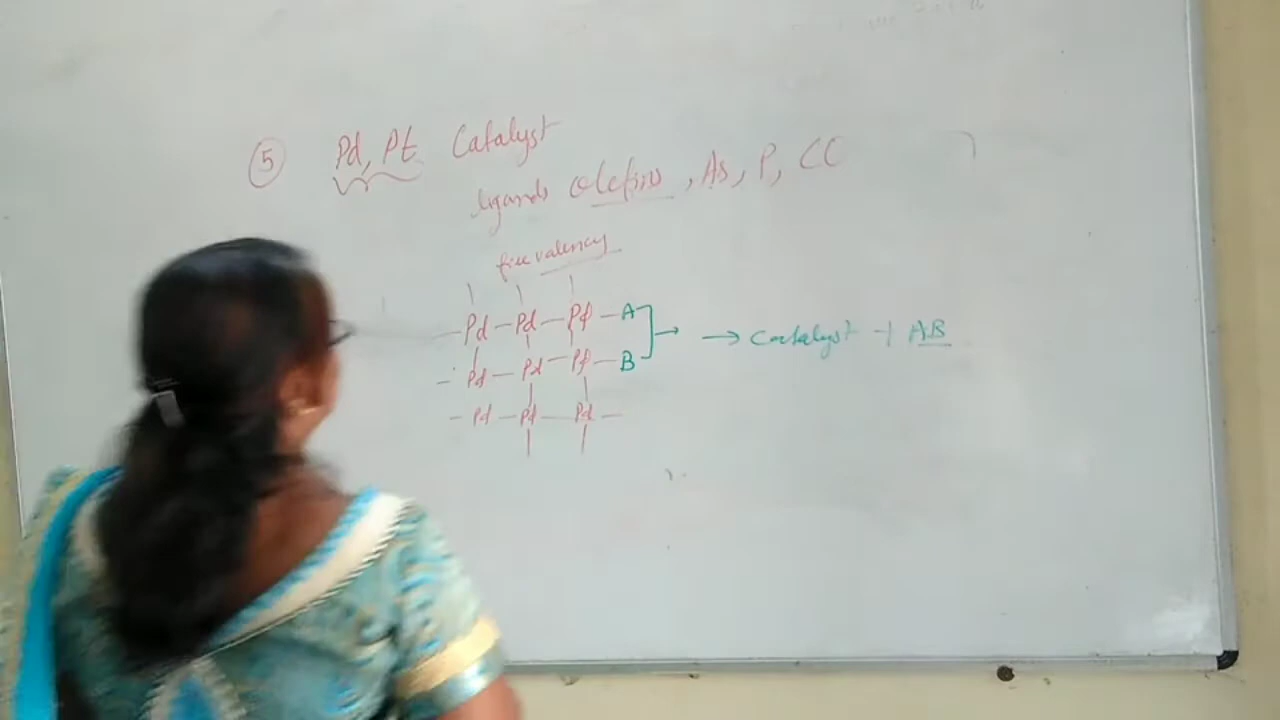 ⑤ Pd, Pt Catalyst
ligands olefins, As, P, CC
free valency
- Pd - Pd - Pd - A
- Pd - Pd - Pd - B → → Catalyst + AB
- Pd - Pd - Pd -